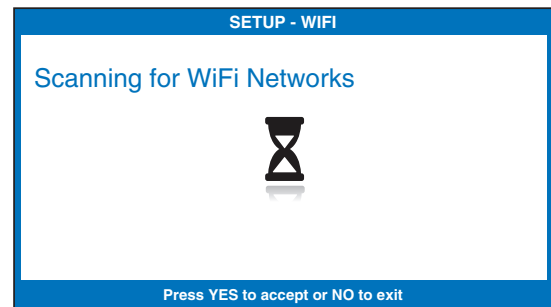 SETUP - WIFI
Scanning for WiFi Networks
Press YES to accept or NO to exit